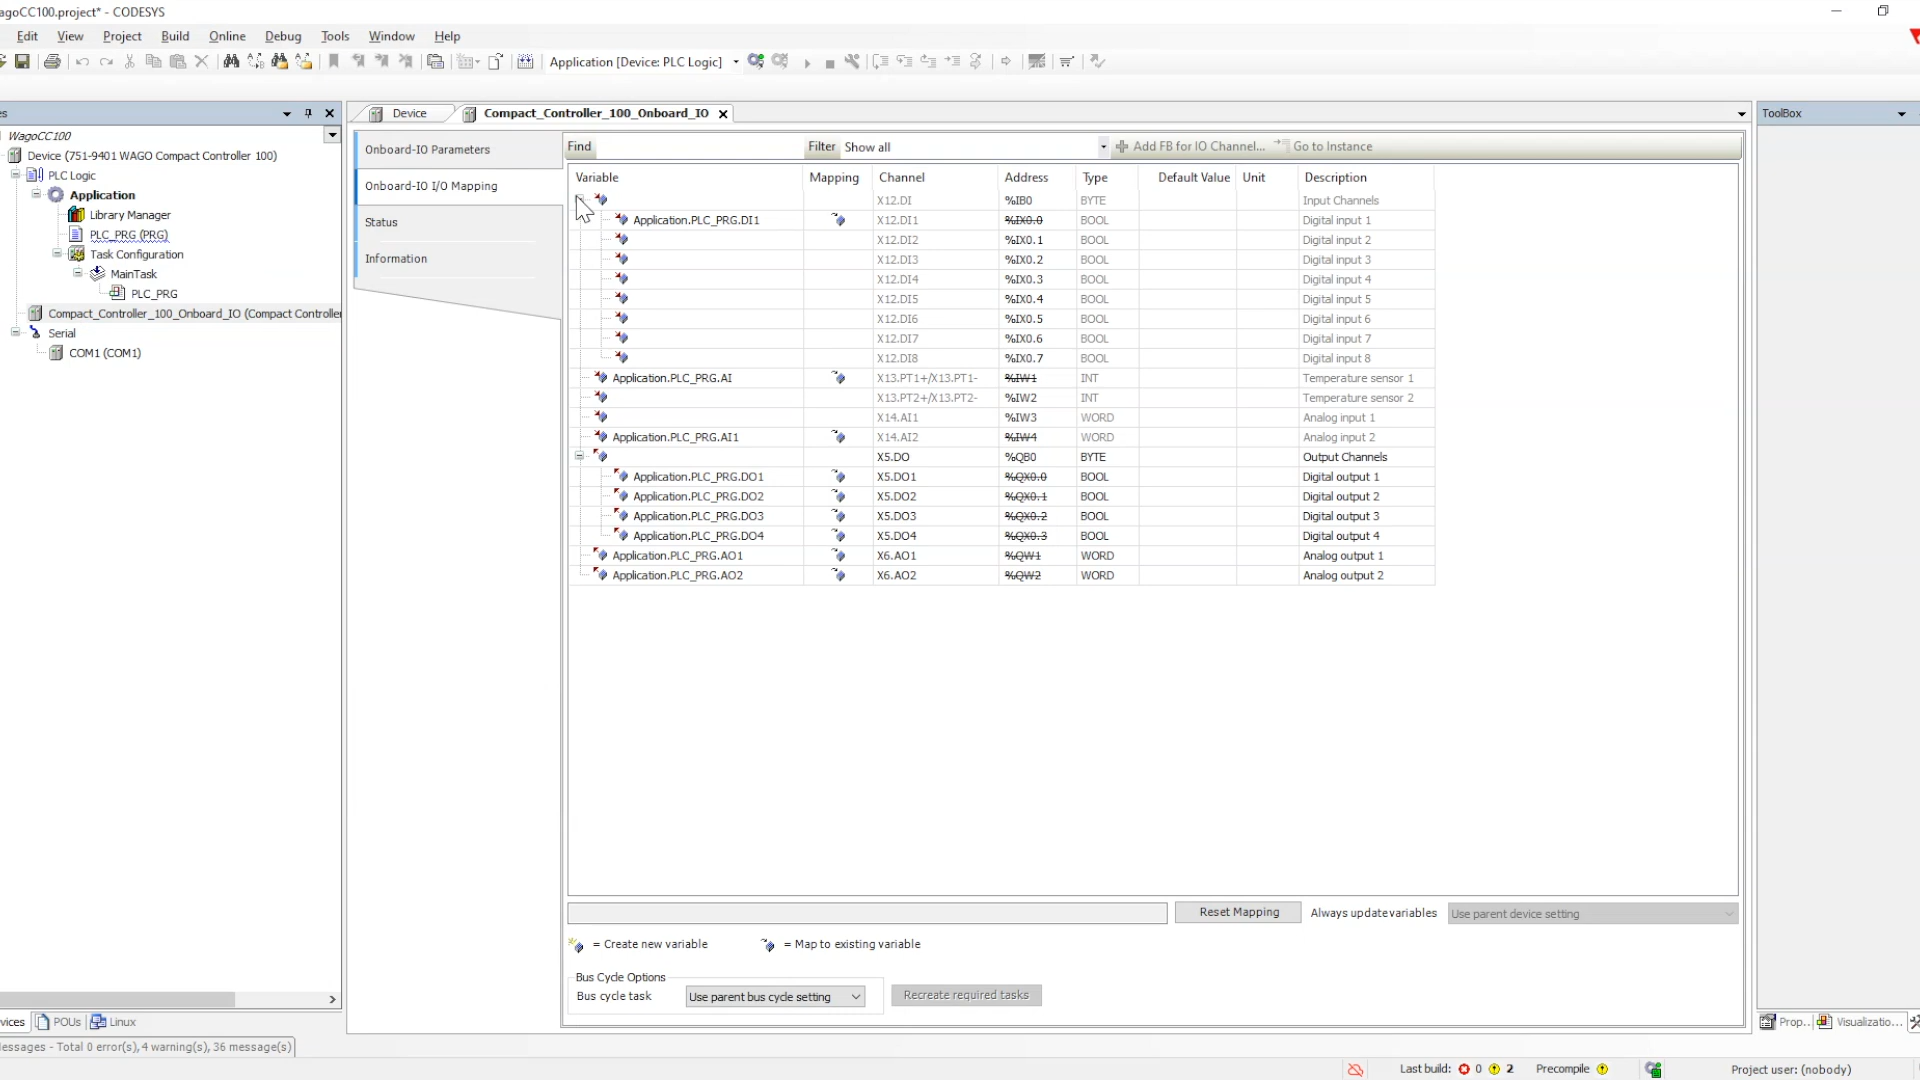 agoCC100.project* - CODESYS
Edit View Project Build Online Debug Tools Window Help
Application [Device: PLC Logic]
es
WagoCC100
Device (751-9401 WAGO Compact Controller 100)
PLC Logic
Application
Library Manager
PLC_PRG (PRG)
Task Configuration
MainTask
PLC_PRG
Compact_Controller_100_Onboard_IO (Compact Controller
Serial
COM1 (COM1)
Device Compact_Controller_100_Onboard_IO
Onboard-IO Parameters
Onboard-IO I/O Mapping
Status
Information
Find Filter Show all Add FB for IO Channel... Go to Instance
Variable Mapping Channel Address Type Default Value Unit Description
X12.DI %IB0 BYTE Input Channels
Application.PLC_PRG.DI1 X12.DI1 %IX0.0 BOOL Digital input 1
X12.DI2 %IX0.1 BOOL Digital input 2
X12.DI3 %IX0.2 BOOL Digital input 3
X12.DI4 %IX0.3 BOOL Digital input 4
X12.DI5 %IX0.4 BOOL Digital input 5
X12.DI6 %IX0.5 BOOL Digital input 6
X12.DI7 %IX0.6 BOOL Digital input 7
X12.DI8 %IX0.7 BOOL Digital input 8
Application.PLC_PRG.AI X13.PT1+/X13.PT1- %IW1 INT Temperature sensor 1
X13.PT2+/X13.PT2- %IW2 INT Temperature sensor 2
X14.AI1 %IW3 WORD Analog input 1
Application.PLC_PRG.AI1 X14.AI2 %IW4 WORD Analog input 2
X5.DO %QB0 BYTE Output Channels
Application.PLC_PRG.DO1 X5.DO1 %QX0.0 BOOL Digital output 1
Application.PLC_PRG.DO2 X5.DO2 %QX0.1 BOOL Digital output 2
Application.PLC_PRG.DO3 X5.DO3 %QX0.2 BOOL Digital output 3
Application.PLC_PRG.DO4 X5.DO4 %QX0.3 BOOL Digital output 4
Application.PLC_PRG.AO1 X6.AO1 %QW1 WORD Analog output 1
Application.PLC_PRG.AO2 X6.AO2 %QW2 WORD Analog output 2
Reset Mapping Always update variables Use parent device setting
= Create new variable = Map to existing variable
Bus Cycle Options
Bus cycle task Use parent bus cycle setting Recreate required tasks
ToolBox
vices POUs Linux
Prop... Visualizatio...
essages - Total 0 error(s), 4 warning(s), 36 message(s)
Last build: 0 2 Precompile Project user: (nobody)